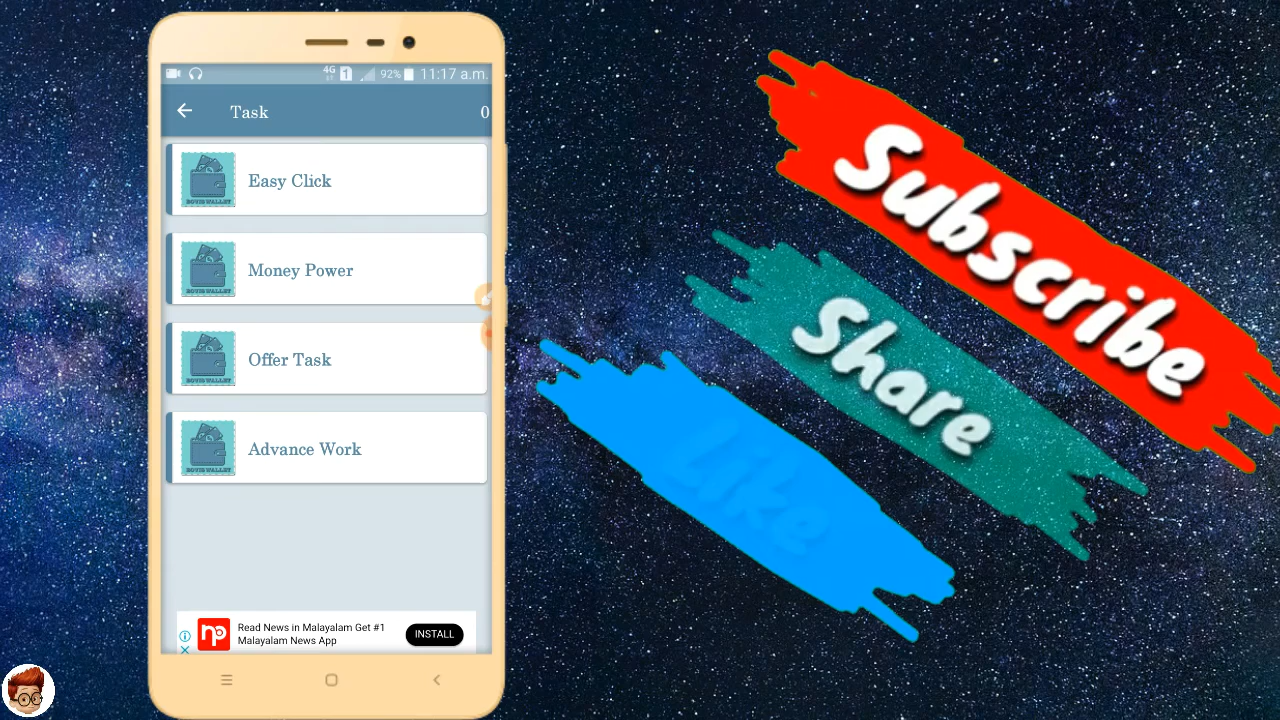 4G
1
92%
11:17 a.m.
Task
0
Easy Click
Money Power
Offer Task
Advance Work
np
Read News in Malayalam Get #1
Malayalam News App
INSTALL
Subscribe
Share
Like